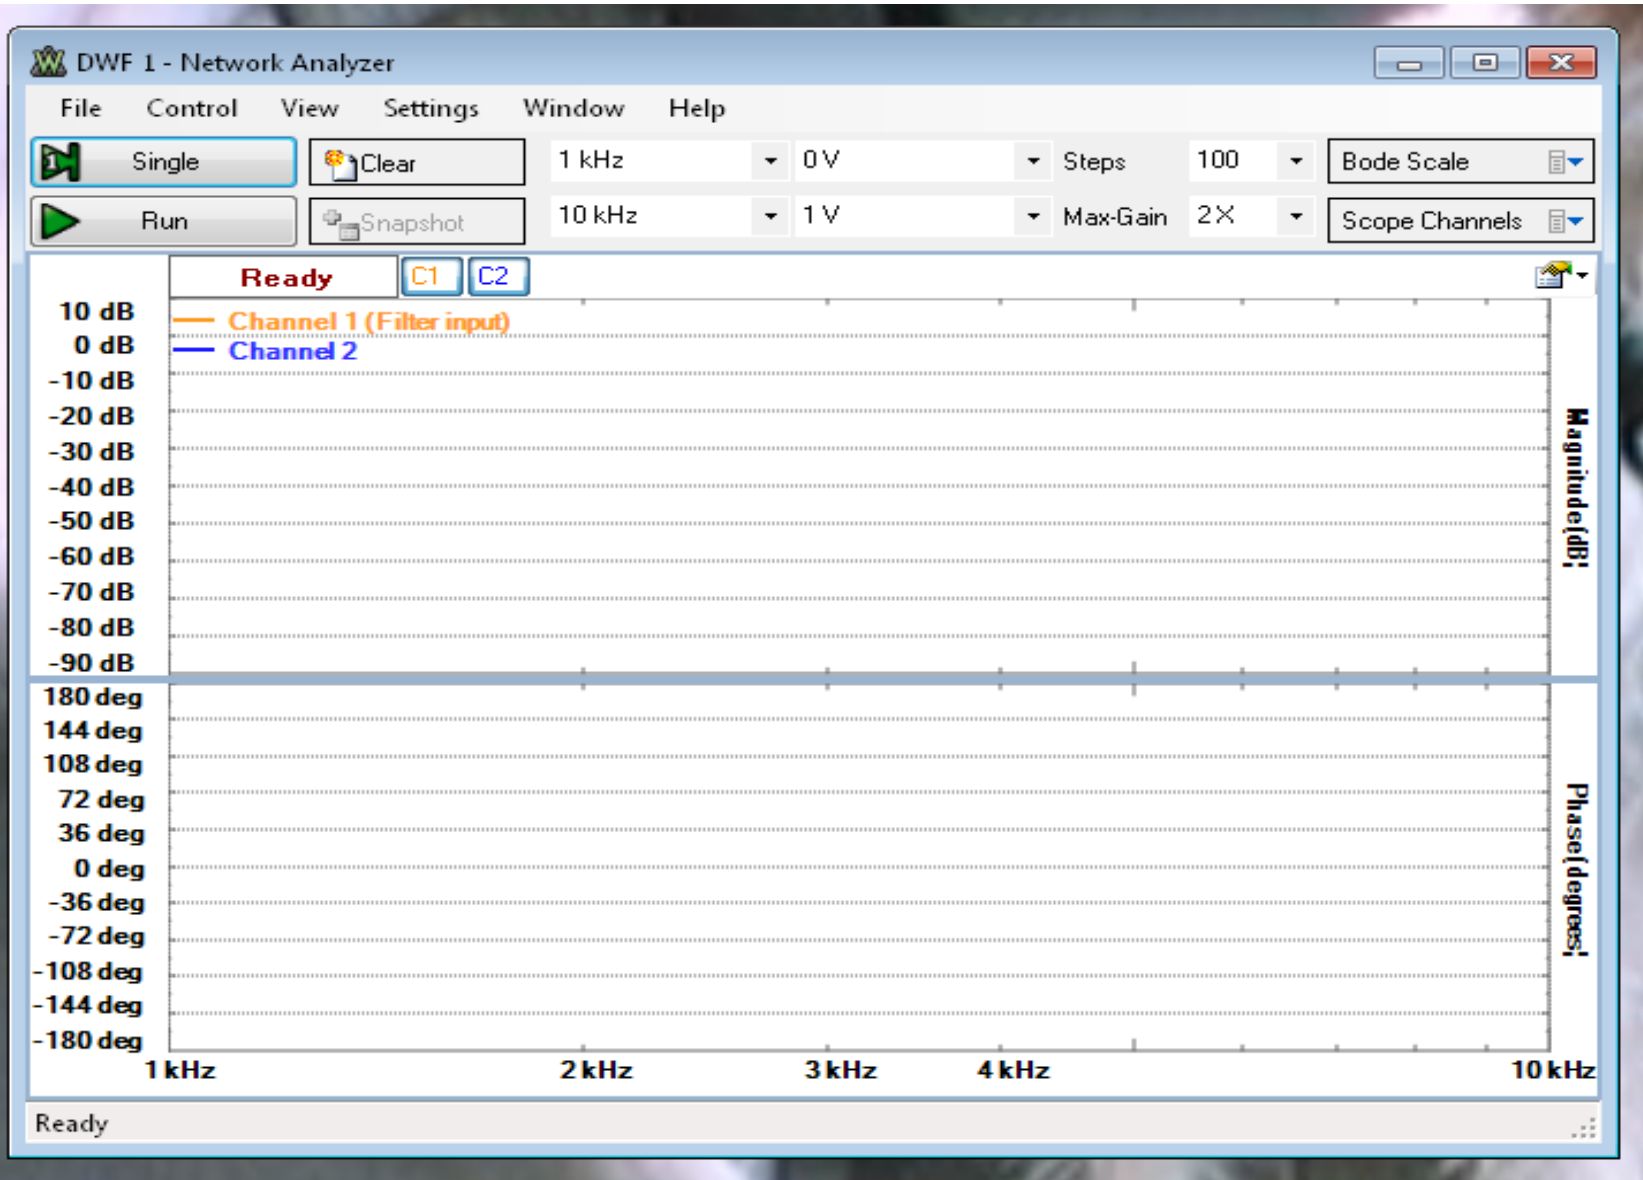 DWF 1 - Network Analyzer
File Control View Settings Window Help
Single Clear 1 kHz 0 V Steps 100 Bode Scale
Run Snapshot 10 kHz 1 V Max-Gain 2X Scope Channels
Ready C1 C2
10 dB
Channel 1 (Filter input)
0 dB
Channel 2
-10 dB
-20 dB
-30 dB
-40 dB
-50 dB
-60 dB
-70 dB
-80 dB
-90 dB
Magnitude(dB)
180 deg
144 deg
108 deg
72 deg
36 deg
0 deg
-36 deg
-72 deg
-108 deg
-144 deg
-180 deg
Phase(degrees)
1 kHz 2 kHz 3 kHz 4 kHz 10 kHz
Ready